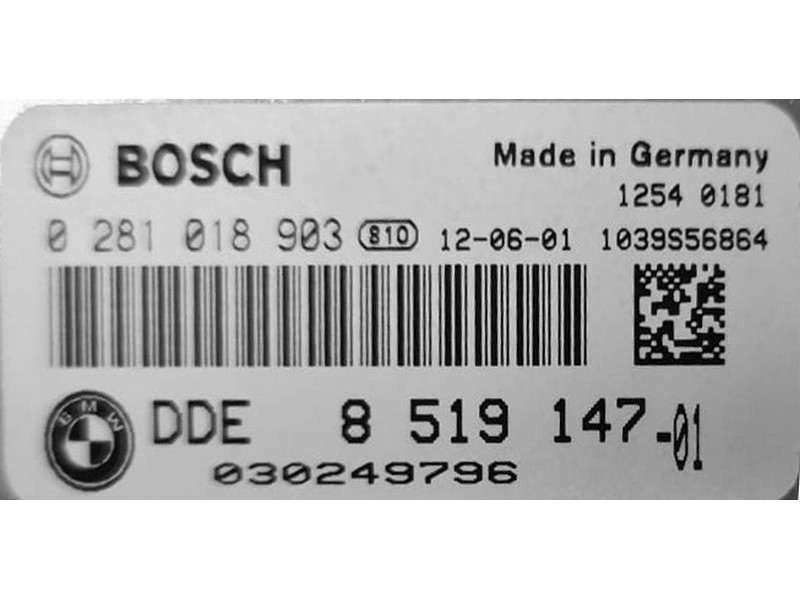 BOSCH
Made in Germany
1254 0181
0 281 018 903 810 12-06-01 1039S56864
BMW
DDE 8 519 147-01
030249796